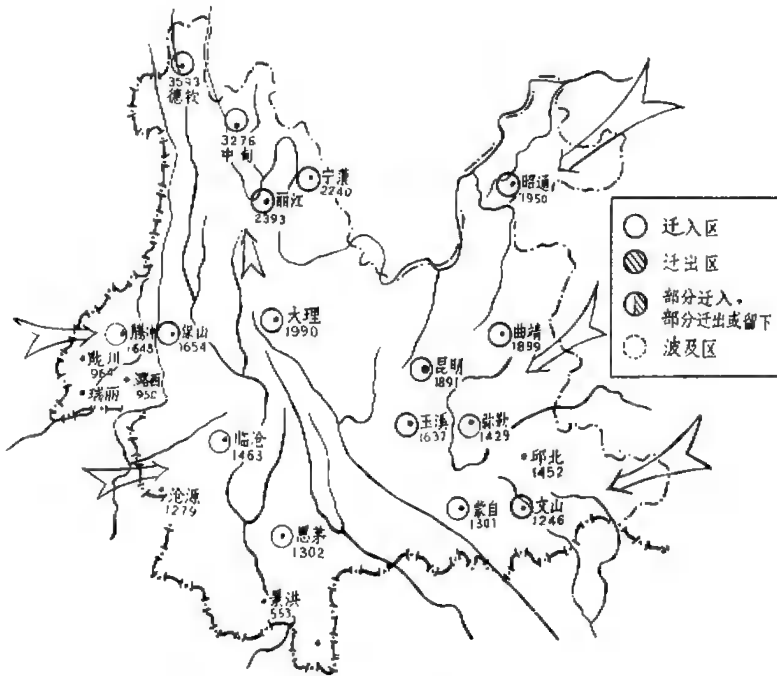 3593
德钦
3276
中甸
宁蒗
2240
丽江
2393
昭通
1950
迁入区
迁出区
部分迁入，
部分迁出或留下
波及区
大理
1990
腾冲
1648
保山
1654
陇川
964
潞西
950
瑞丽
曲靖
1899
昆明
1891
玉溪
1637
弥勒
1429
临沧
1463
邱北
1452
沧源
1279
蒙自
1301
文山
1246
思茅
1302
景洪
553